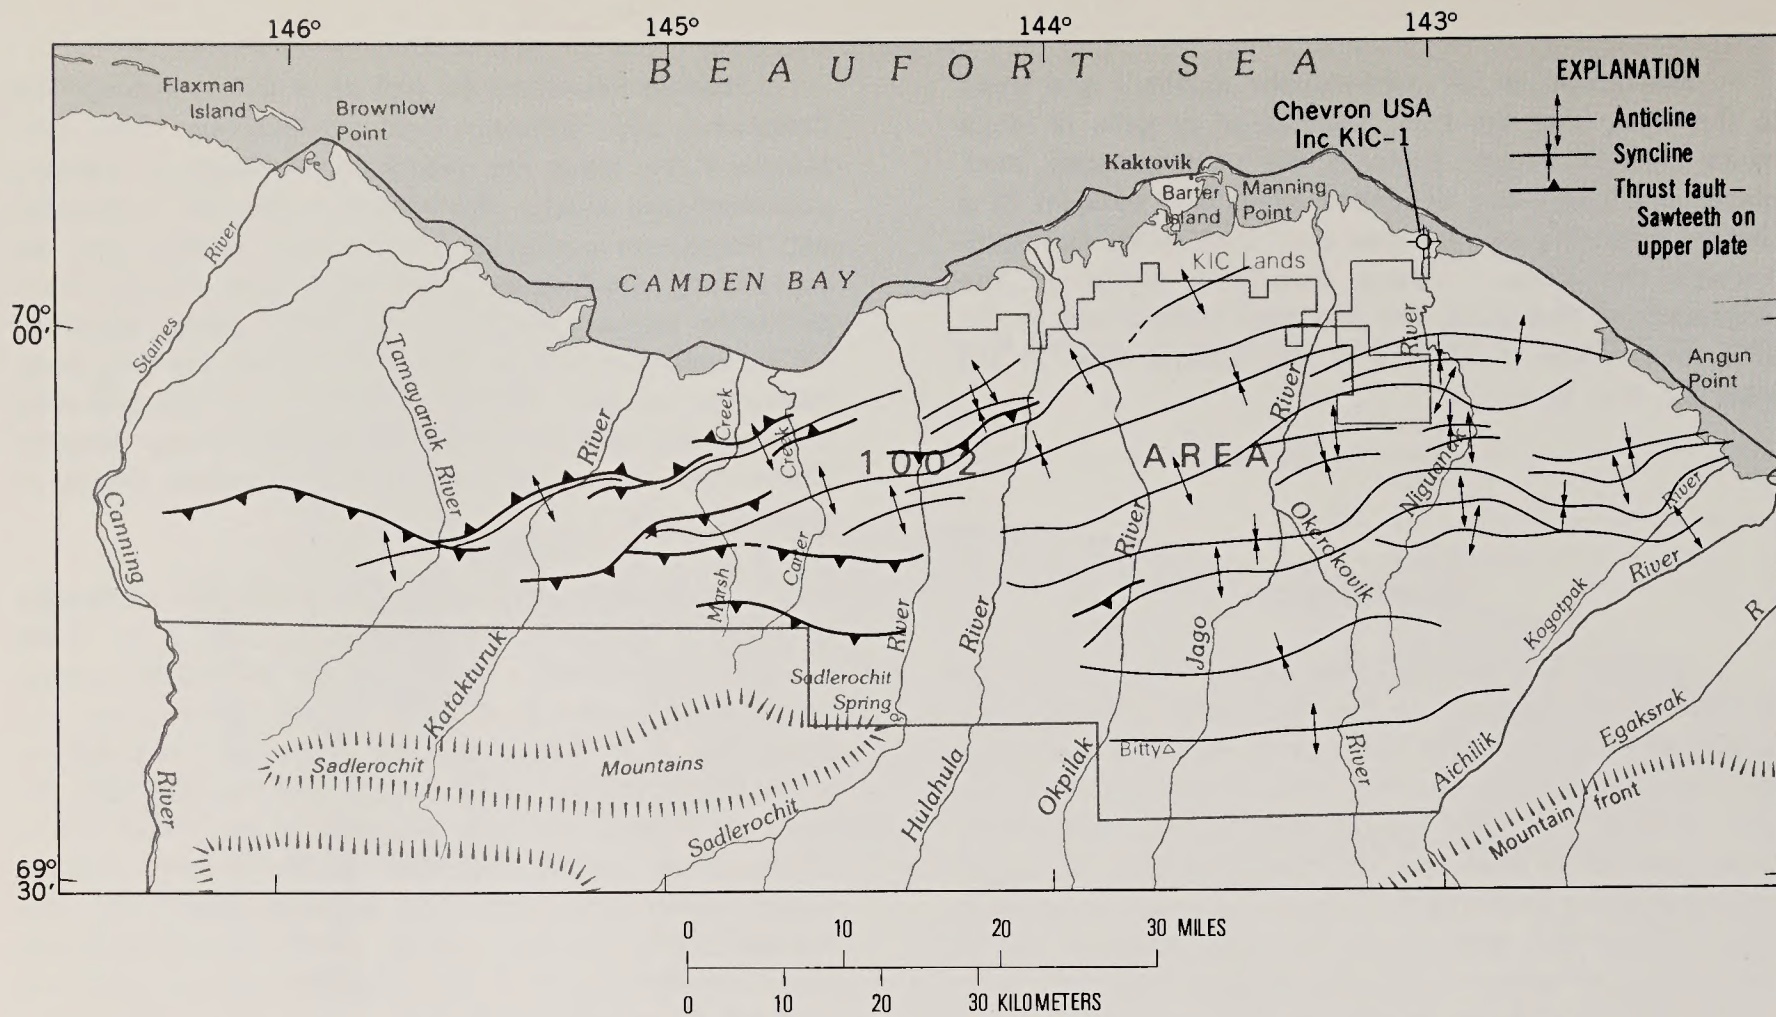 146°
145°
144°
143°
BEAUFORT SEA
Flaxman
Island
Brownlow
Point
Chevron USA
Inc KIC-1
EXPLANATION
Anticline
Syncline
Thrust fault—
Sawteeth on
upper plate
Kaktovik
Barter
Island
Manning
Point
KIC Lands
CAMDEN BAY
70°
00'
Staines
River
Tamayariak
River
River
Creek
Creek
River
River
Angun
Point
1002
AREA
Canning
River
Okerokovik
Niguanak
River
Marsh
Carter
River
River
Jago
Kogotpak
River
R
Katakturuk
Sadlerochit
Spring
Sadlerochit
Mountains
Bitty
River
Aichilik
Egaksrak
River
Hulahula
Okpilak
Sadlerochit
Mountain front
69°
30'
0 10 20 30 MILES
0 10 20 30 KILOMETERS